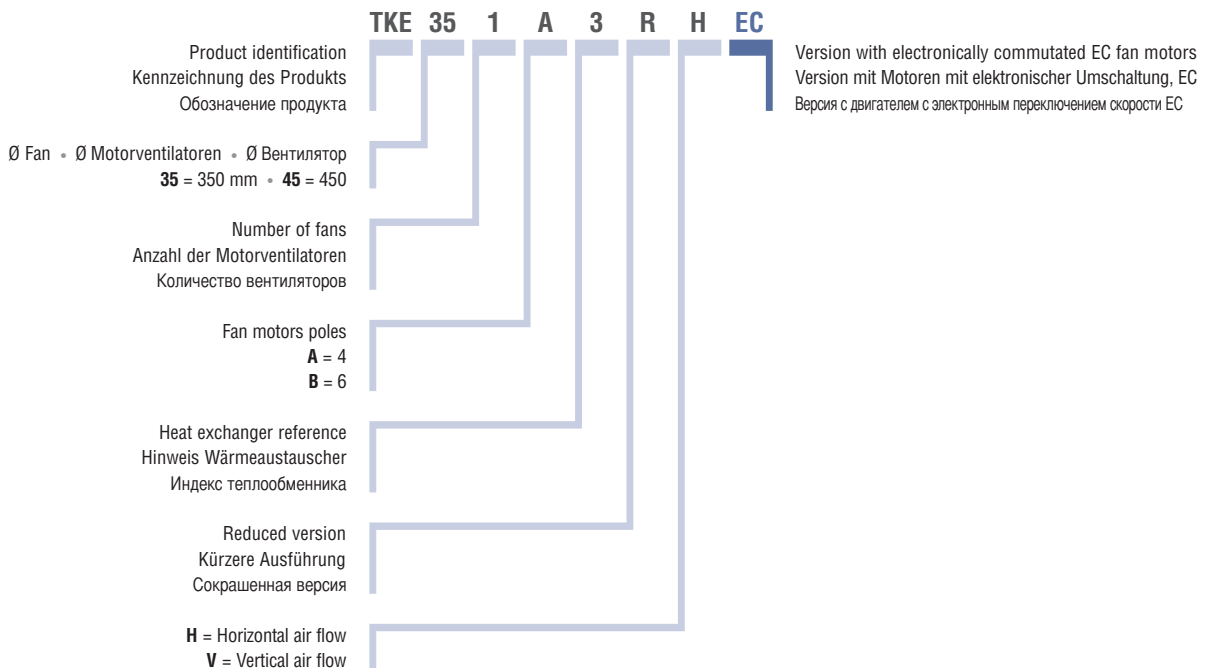 TKE 35 1 A 3 R H EC
Product identification
Kennzeichnung des Produkts
Обозначение продукта
Version with electronically commutated EC fan motors
Version mit Motoren mit elektronischer Umschaltung, EC
Версия с двигателем с электронным переключением скорости EC
Ø Fan • Ø Motorventilatoren • Ø Вентилятор
35 = 350 mm • 45 = 450
Number of fans
Anzahl der Motorventilatoren
Количество вентиляторов
Fan motors poles
A = 4
B = 6
Heat exchanger reference
Hinweis Wärmeaustauscher
Индекс теплообменника
Reduced version
Kürzere Ausführung
Сокрашенная версия
H = Horizontal air flow
V = Vertical air flow